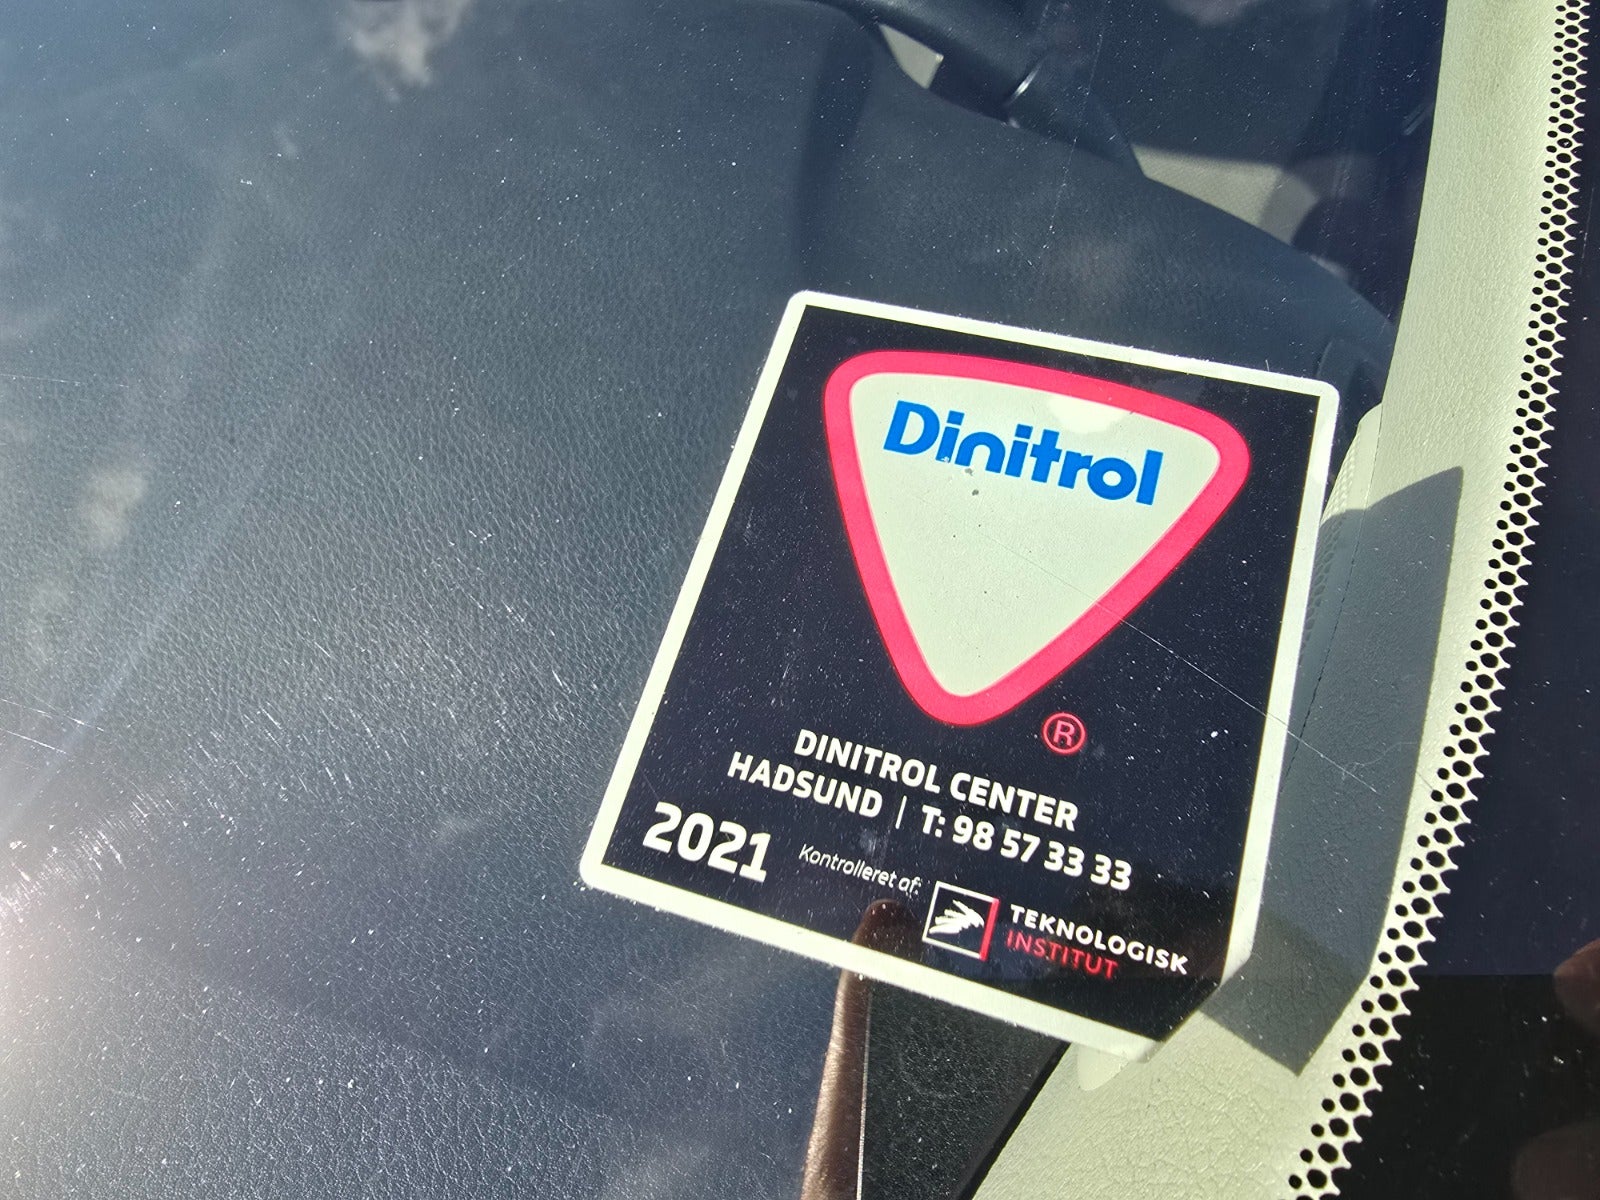 Dinitrol
®
DINITROL CENTER
HADSUND | T: 98 57 33 33
2021
Kontrolleret af:
TEKNOLOGISK
INSTITUT